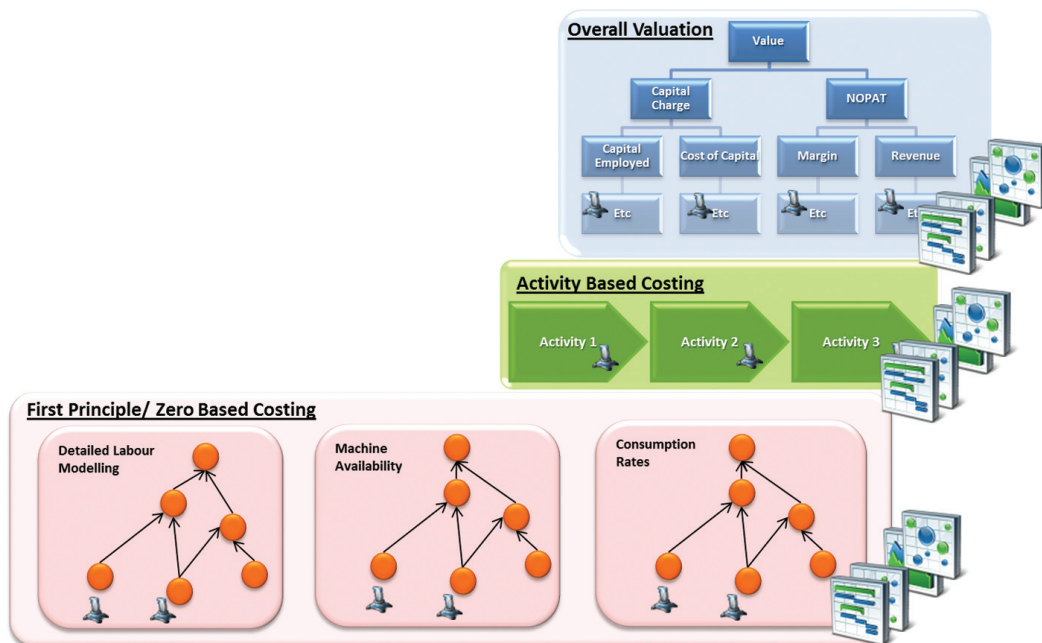 Overall Valuation
Value
Capital
Charge
NOPAT
Capital
Employed
Cost of Capital
Margin
Revenue
Etc
Etc
Etc
Activity Based Costing
Activity 1
Activity 2
Activity 3
First Principle/ Zero Based Costing
Detailed Labour
Modelling
Machine
Availability
Consumption
Rates